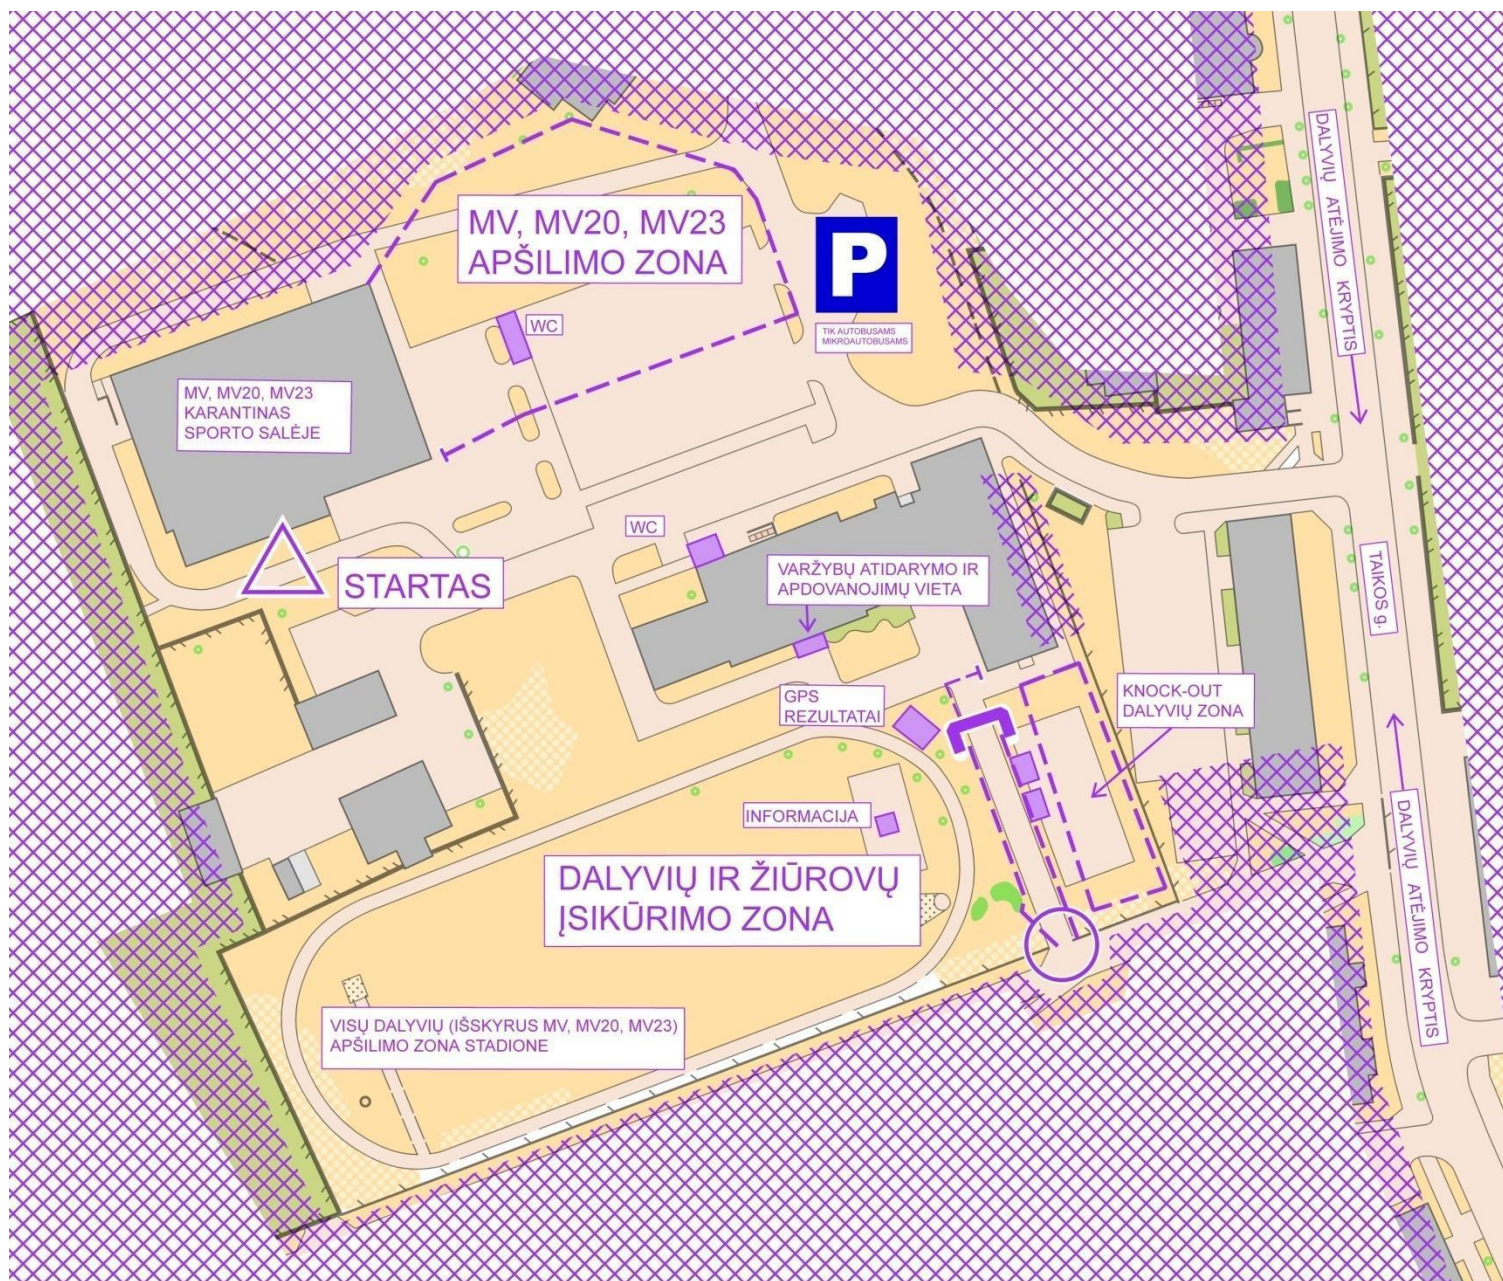 DALYVIŲ ATĖJIMO KRYPTIS
MV, MV20, MV23
APŠILIMO ZONA
P
TIK AUTOBUSAMS
MIKROAUTOBUSAMS
WC
MV, MV20, MV23
KARANTINAS
SPORTO SALĖJE
WC
STARTAS
VARŽYBŲ ATIDARYMO IR
APDOVANOJIMŲ VIETA
TAIKOS g.
GPS
REZULTATAI
KNOCK-OUT
DALYVIŲ ZONA
INFORMACIJA
DALYVIŲ ATĖJIMO KRYPTIS
DALYVIŲ IR ŽIŪROVŲ
ĮSIKŪRIMO ZONA
VISŲ DALYVIŲ (IŠSKYRUS MV, MV20, MV23)
APŠILIMO ZONA STADIONE